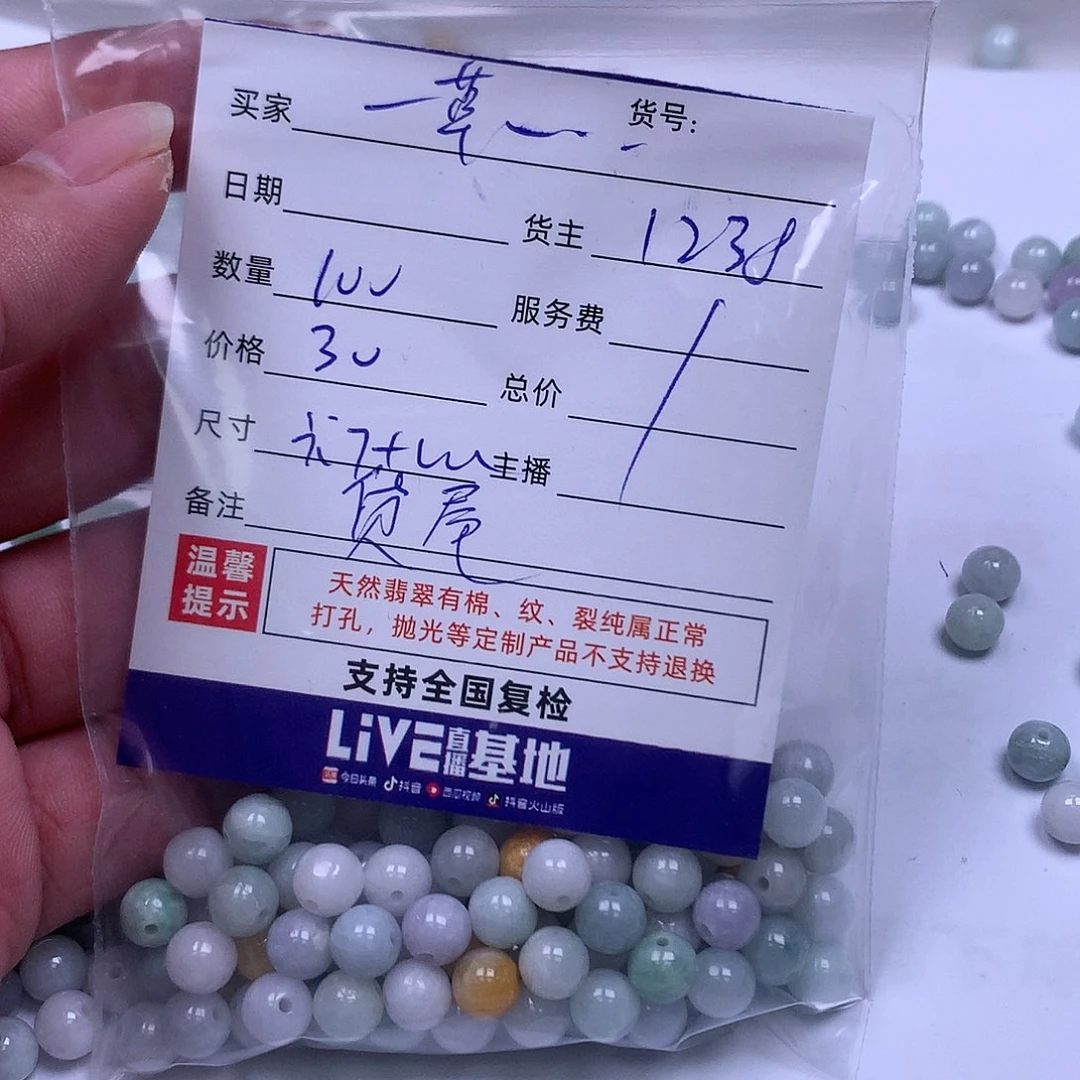 买家 一草一 货号:
日期 货主 1238
数量 100 服务费 /
价格 30 总价
尺寸 7+ 主播
备注 货尾
温馨提示
天然翡翠有棉、纹、裂纯属正常
打孔，抛光等定制产品不支持退换
支持全国复检
LiVE直播基地
今日头条 抖音 西瓜视频 抖音火山版